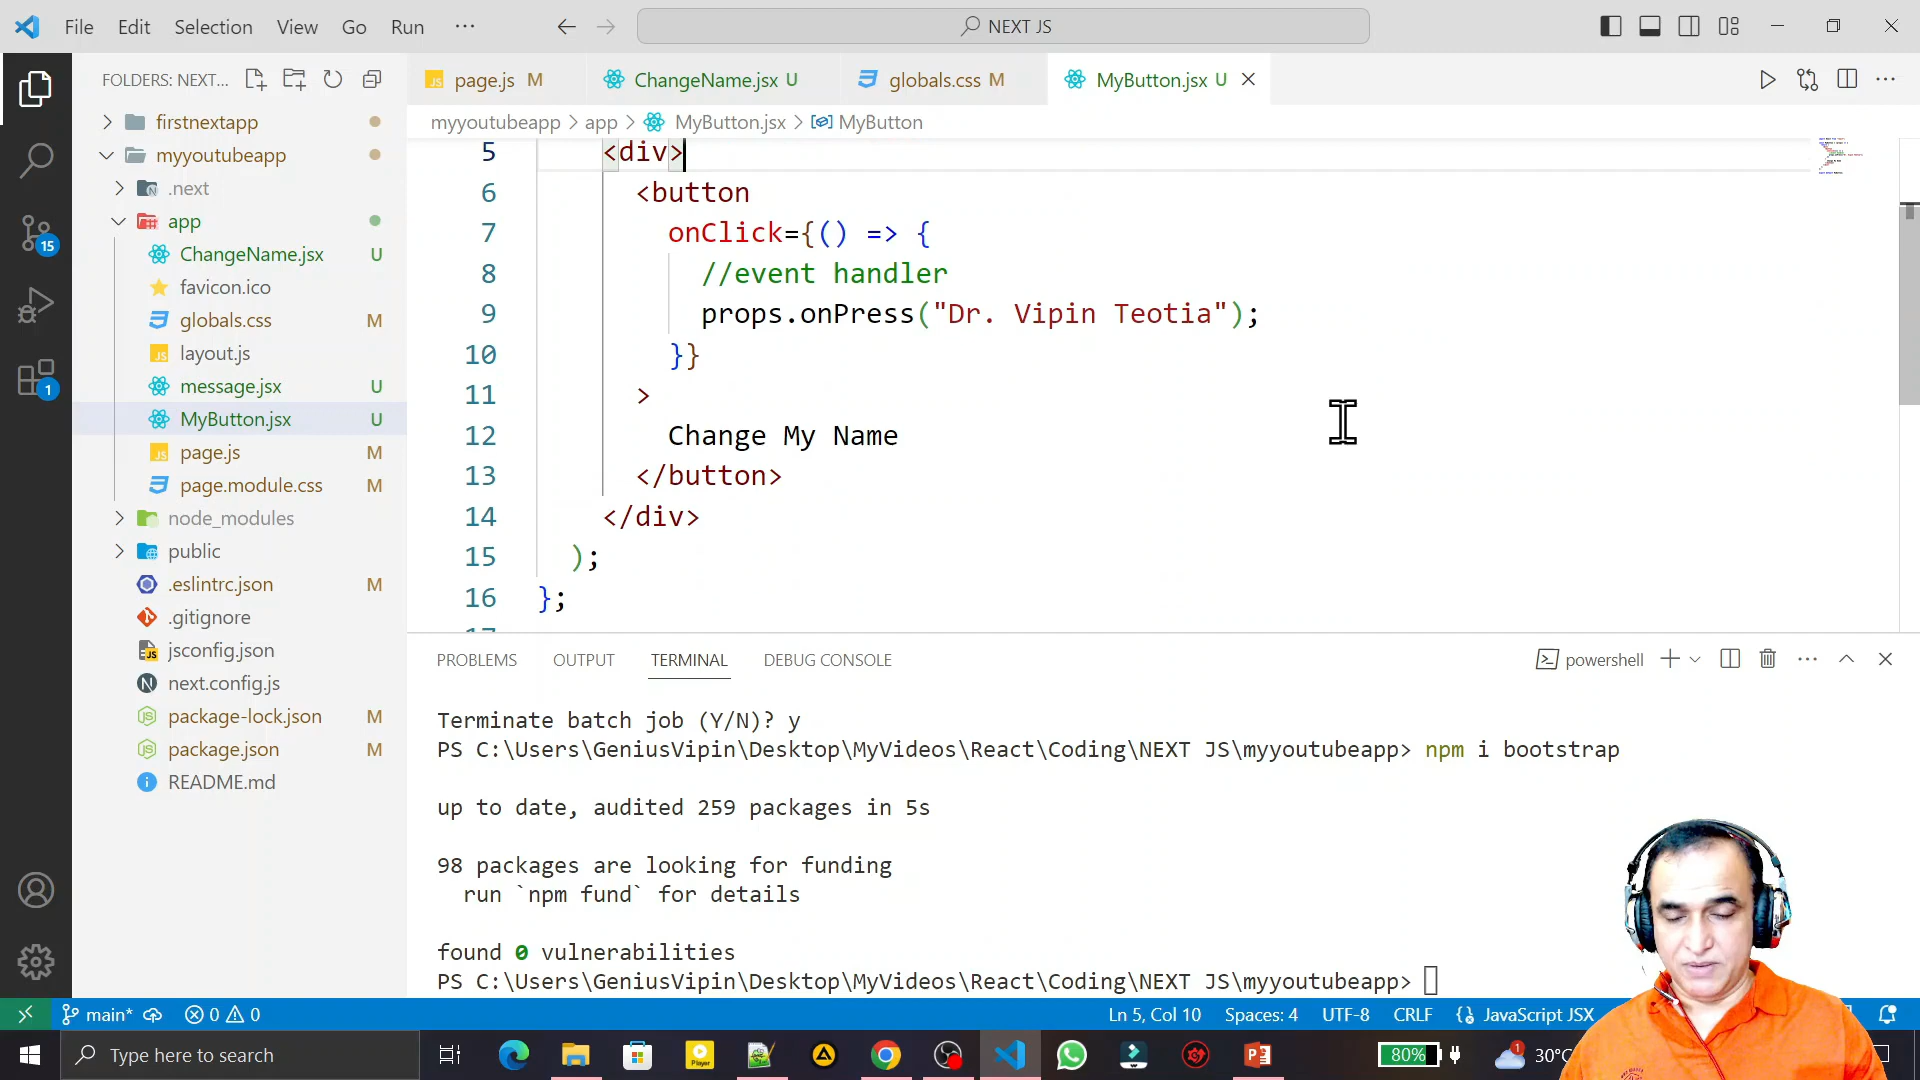 File Edit Selection View Go Run ··· NEXT JS
FOLDERS: NEXT...
page.js M ChangeName.jsx U globals.css M MyButton.jsx U
myyoutubeapp > app > MyButton.jsx > MyButton
firstnextapp
myyoutubeapp
.next
app
ChangeName.jsx U
favicon.ico
globals.css M
layout.js
message.jsx U
MyButton.jsx U
page.js M
page.module.css M
node_modules
public
.eslintrc.json M
.gitignore
jsconfig.json
next.config.js
package-lock.json M
package.json M
README.md
15
1
5 <div>
6 <button
7 onClick={() => {
8 //event handler
9 props.onPress("Dr. Vipin Teotia");
10 }}
11 >
12 Change My Name
13 </button>
14 </div>
15 );
16 };
17
PROBLEMS OUTPUT TERMINAL DEBUG CONSOLE powershell
Terminate batch job (Y/N)? y
PS C:\Users\GeniusVipin\Desktop\MyVideos\React\Coding\NEXT JS\myyoutubeapp> npm i bootstrap
up to date, audited 259 packages in 5s
98 packages are looking for funding
run `npm fund` for details
found 0 vulnerabilities
PS C:\Users\GeniusVipin\Desktop\MyVideos\React\Coding\NEXT JS\myyoutubeapp>
main* 0 0 Ln 5, Col 10 Spaces: 4 UTF-8 CRLF JavaScript JSX
Type here to search 80% 1 30°C